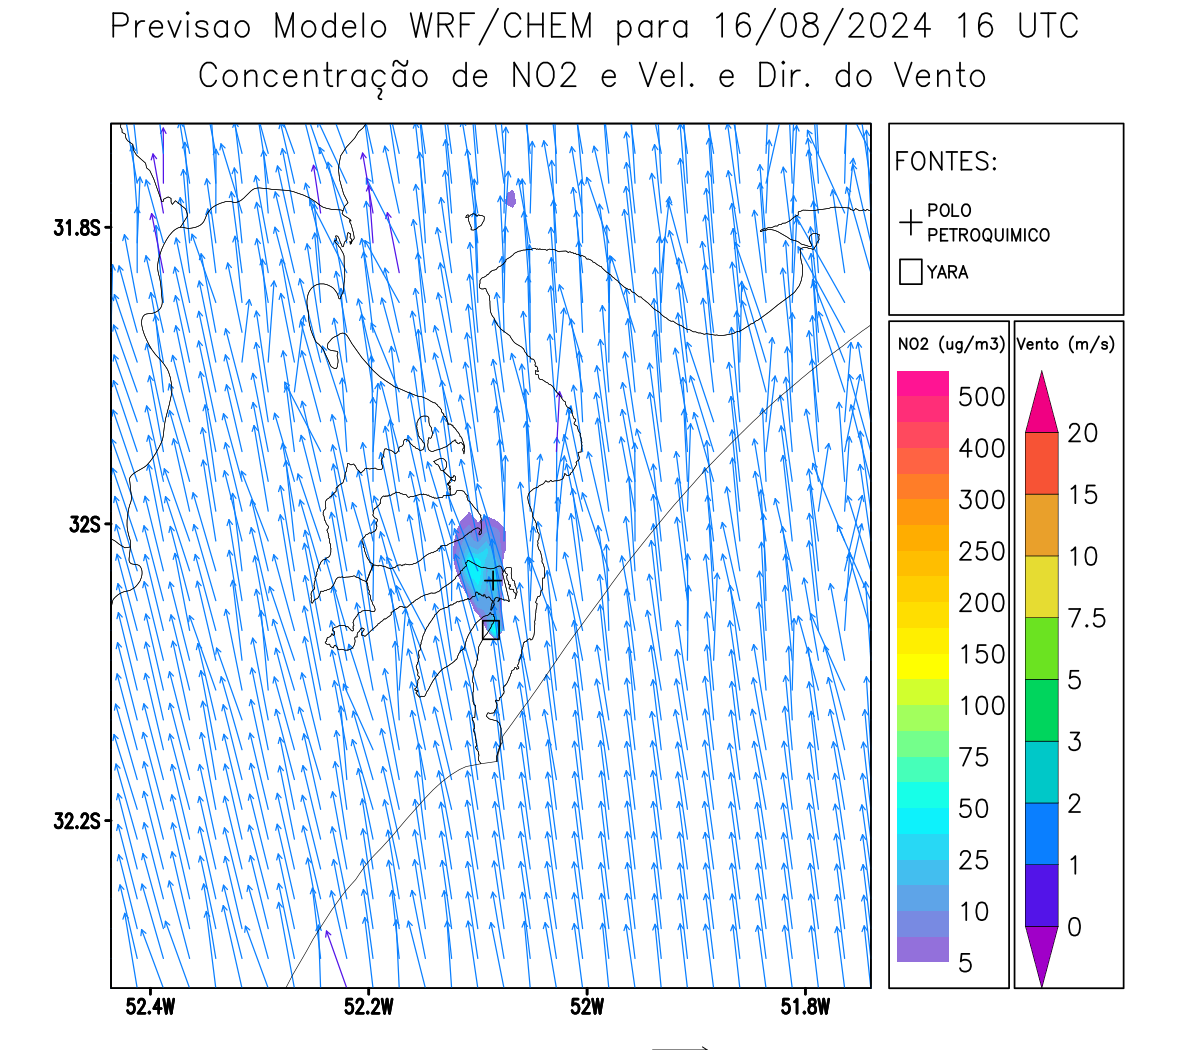 Previsao Modelo WRF/CHEM para 16/08/2024 16 UTC
Concentração de NO2 e Vel. e Dir. do Vento
FONTES:
POLO
PETROQUIMICO
YARA
NO2 (ug/m3)
500
400
300
250
200
150
100
75
50
25
10
5
Vento (m/s)
20
15
10
7.5
5
3
2
1
0
31.8S
32S
32.2S
52.4W
52.2W
52W
51.8W